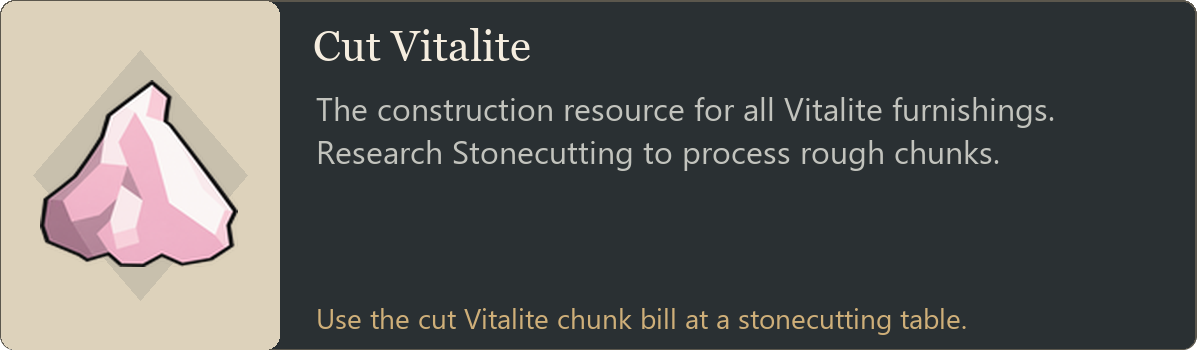 Cut Vitalite
The construction resource for all Vitalite furnishings.
Research Stonecutting to process rough chunks.
Use the cut Vitalite chunk bill at a stonecutting table.